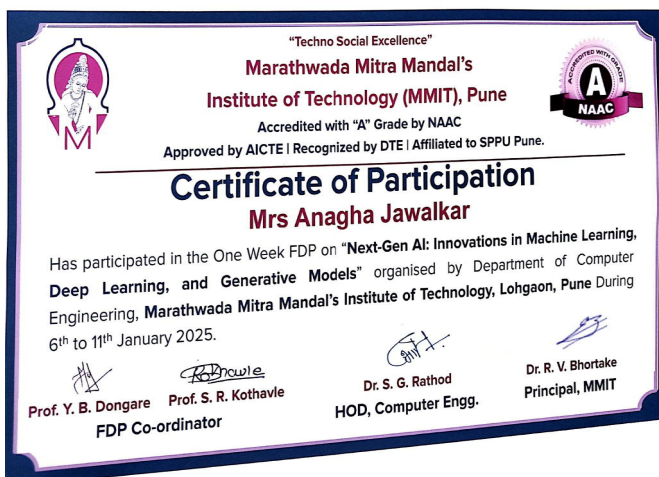 "Techno Social Excellence"
Marathwada Mitra Mandal's
Institute of Technology (MMIT), Pune
Accredited with "A" Grade by NAAC
Approved by AICTE | Recognized by DTE | Affiliated to SPPU Pune.
M
ACCREDITED WITH GRADE
A
NAAC
Certificate of Participation
Mrs Anagha Jawalkar
Has participated in the One Week FDP on "Next-Gen AI: Innovations in Machine Learning,
Deep Learning, and Generative Models" organised by Department of Computer
Engineering, Marathwada Mitra Mandal's Institute of Technology, Lohgaon, Pune During
6th to 11th January 2025.
Prof. Y. B. Dongare
Prof. S. R. Kothavle
FDP Co-ordinator
Dr. S. G. Rathod
HOD, Computer Engg.
Dr. R. V. Bhortake
Principal, MMIT